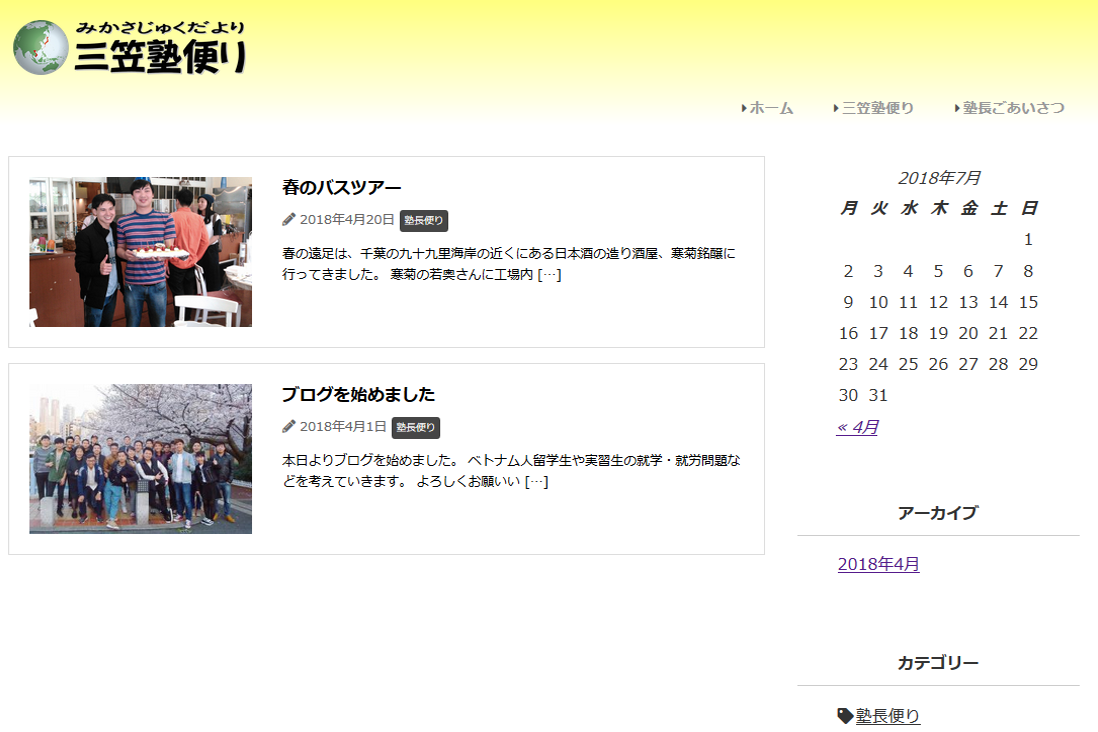 みかさじゅくだより
三笠塾便り
ホーム 三笠塾便り 塾長ごあいさつ
春のバスツアー
2018年4月20日 塾長便り
春の遠足は、千葉の九十九里海岸の近くにある日本酒の造り酒屋、寒菊銘醸に
行ってきました。 寒菊の若奥さんに工場内 […]
ブログを始めました
2018年4月1日 塾長便り
本日よりブログを始めました。 ベトナム人留学生や実習生の就学・就労問題な
どを考えていきます。 よろしくお願いい […]
2018年7月
月 火 水 木 金 土 日
1
2 3 4 5 6 7 8
9 10 11 12 13 14 15
16 17 18 19 20 21 22
23 24 25 26 27 28 29
30 31
« 4月
アーカイブ
2018年4月
カテゴリー
塾長便り